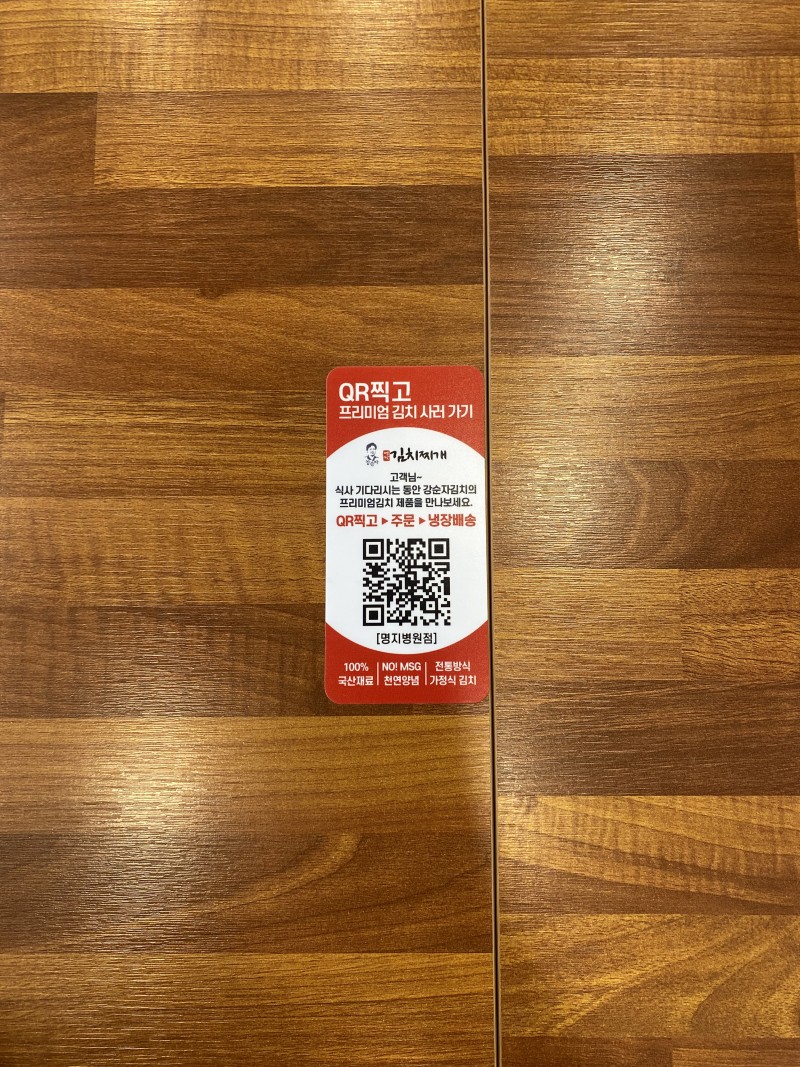 QR찍고
프리미엄 김치 사러 가기
김치찌개
고객님~
식사 기다리시는 동안 강순자김치의
프리미엄김치 제품을 만나보세요.
QR찍고 ▶ 주문 ▶ 냉장배송
[명지병원점]
100% | NO! MSG | 전통방식
국산재료 | 천연양념 | 가정식 김치